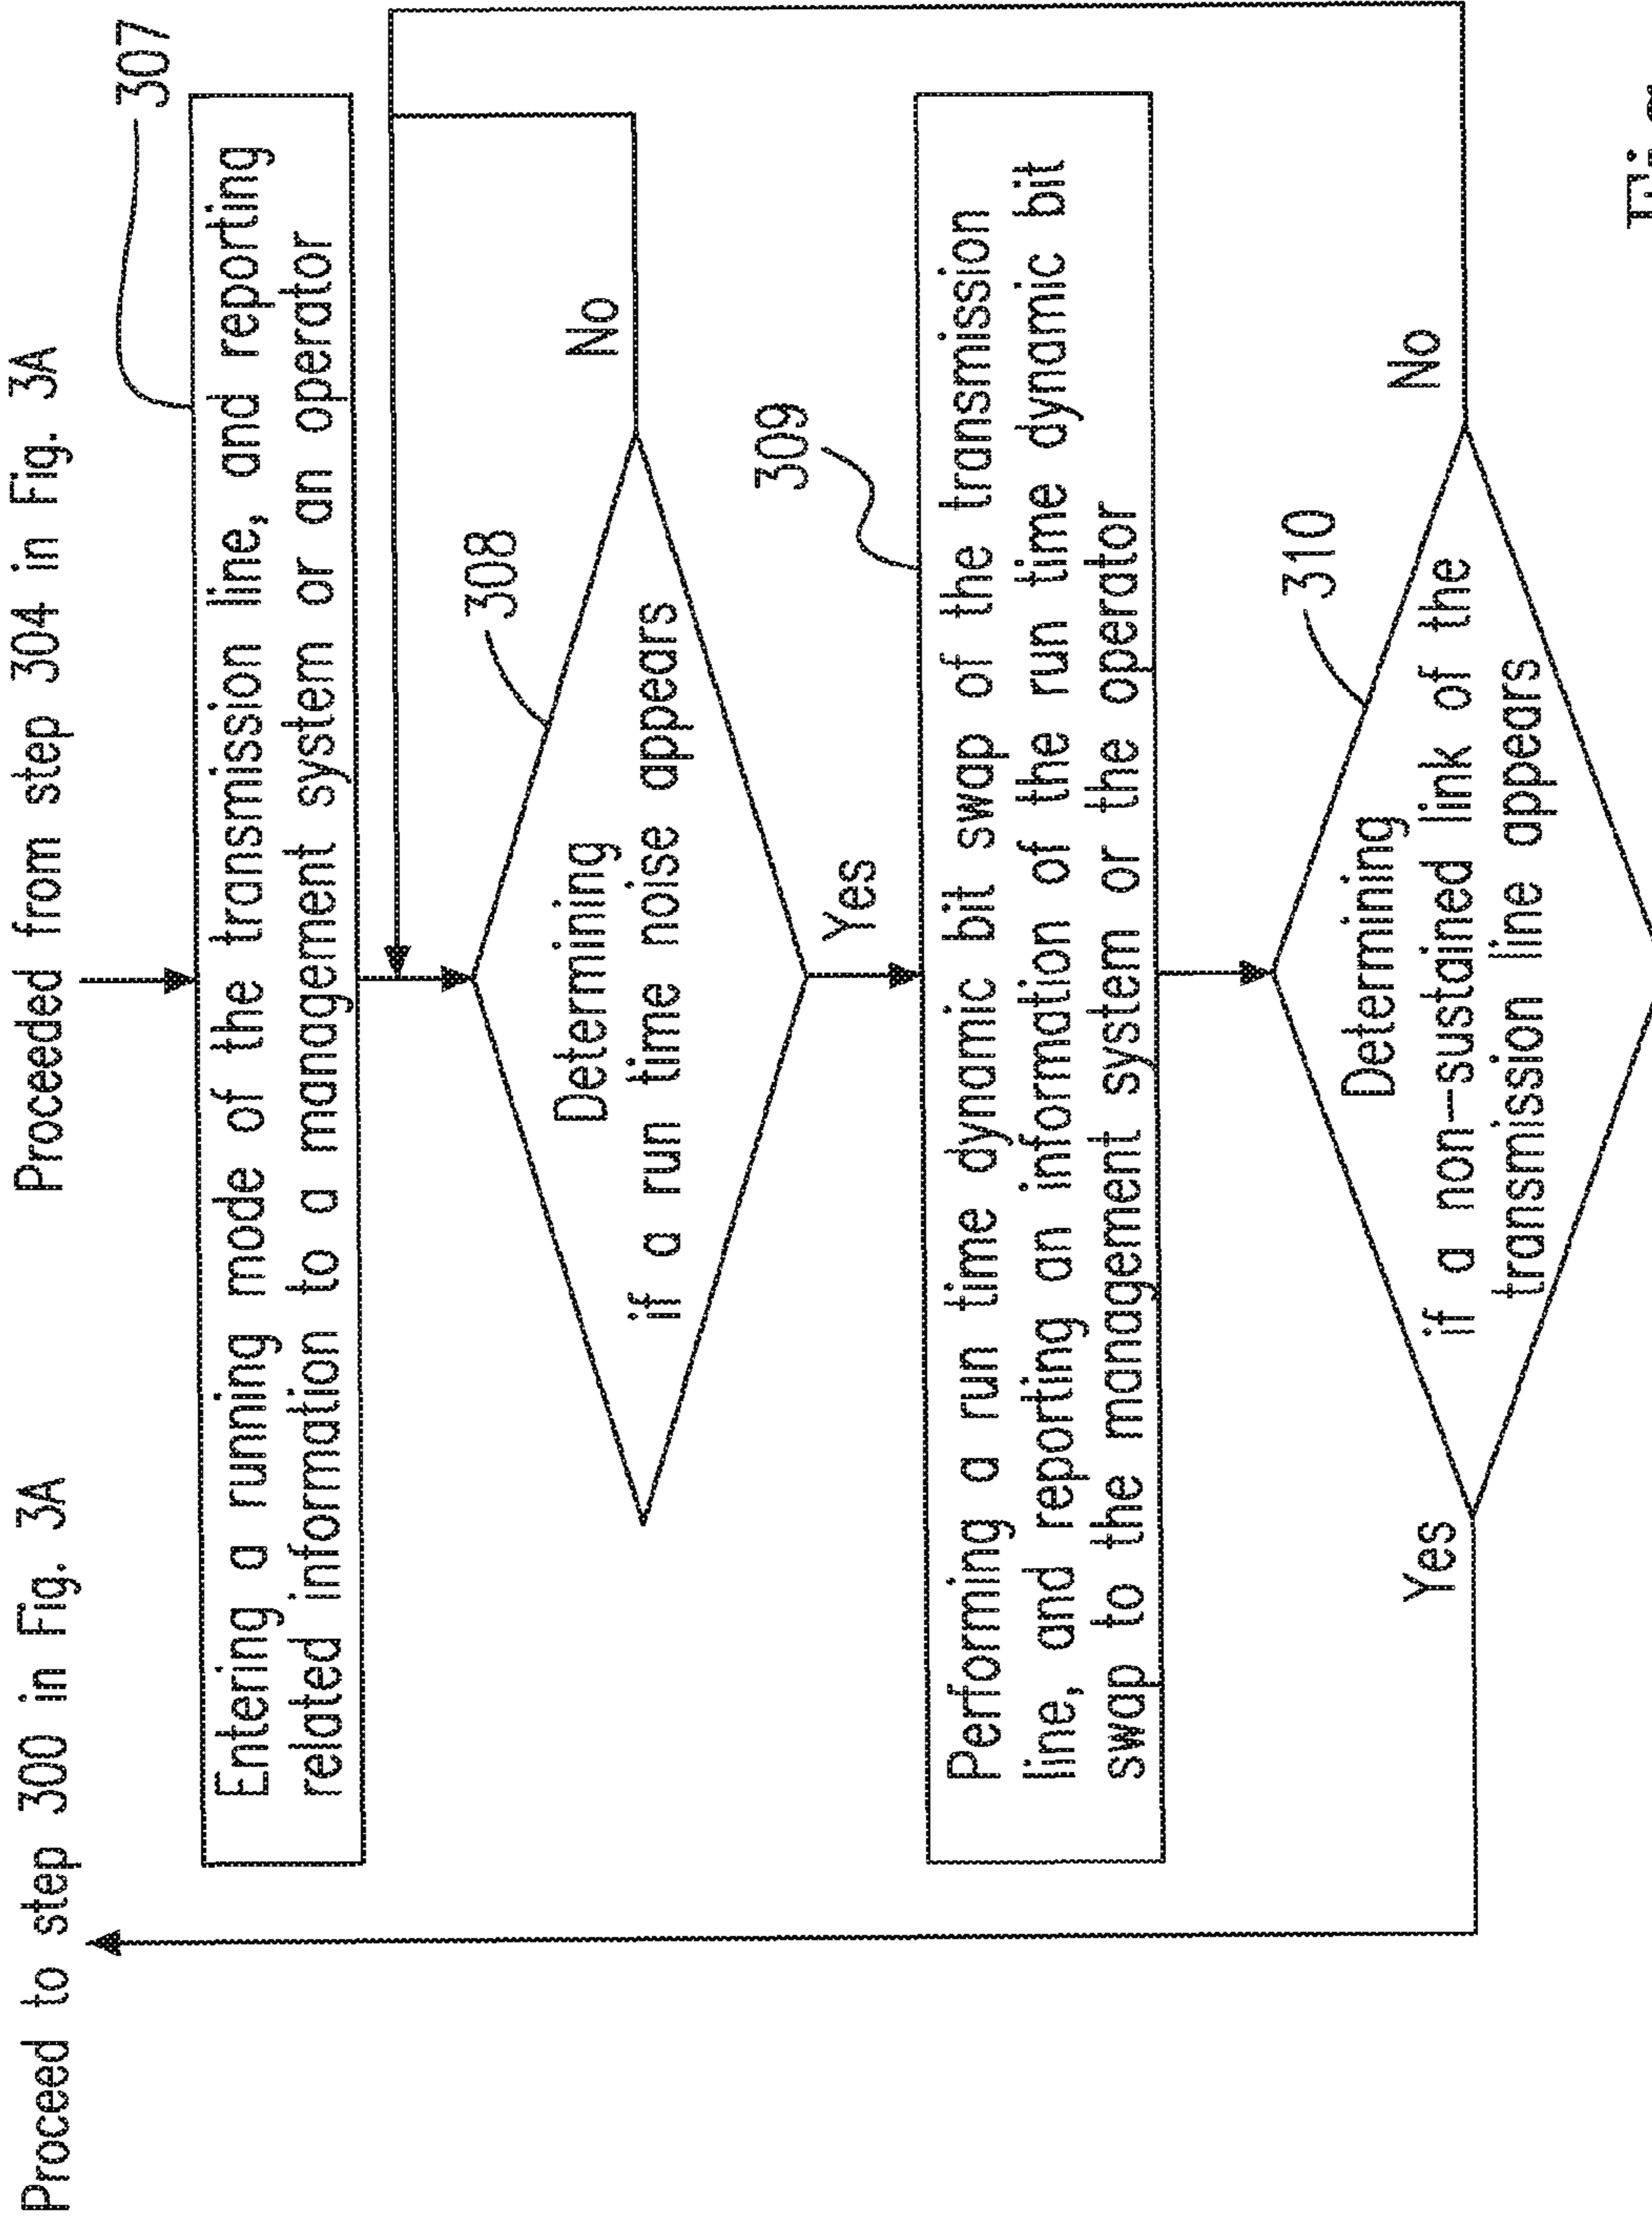 Proceed to step 300 in Fig. 3A
Proceeded from step 304 in Fig. 3A
307
Entering a running mode of the transmission line, and reporting
related information to a management system or an operator
308
Determining
if a run time noise appears
No
Yes
309
Performing a run time dynamic bit swap of the transmission
line, and reporting an information of the run time dynamic bit
swap to the management system or the operator
310
Determining
if a non-sustained link of the
transmission line appears
Yes
No